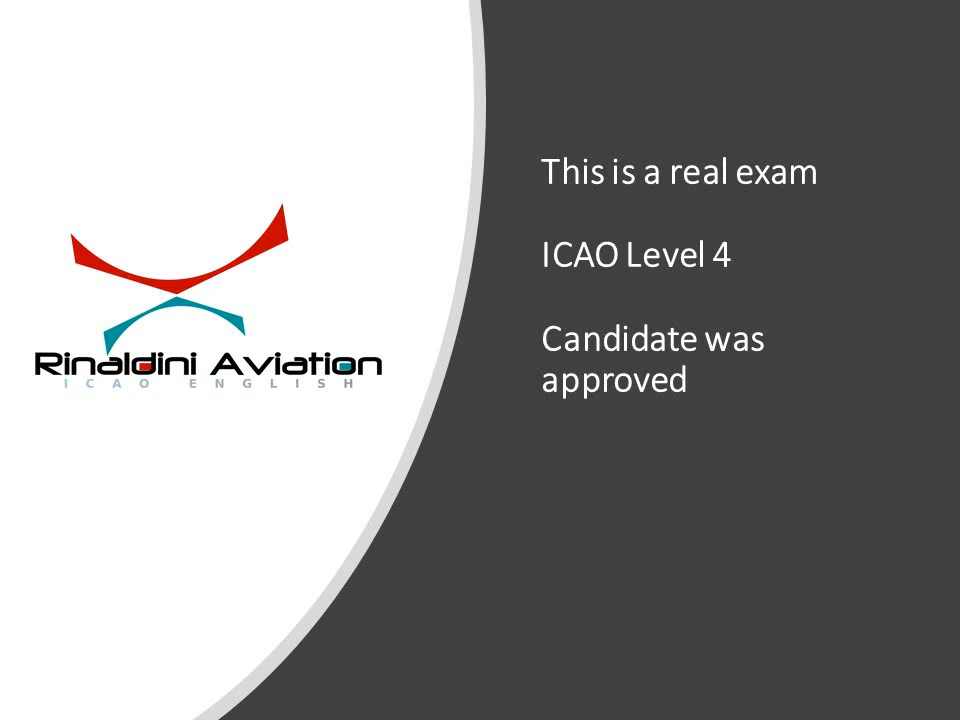 This is a real exam
ICAO Level 4
Candidate was
approved
Rinaldini Aviation
ICAO ENGLISH